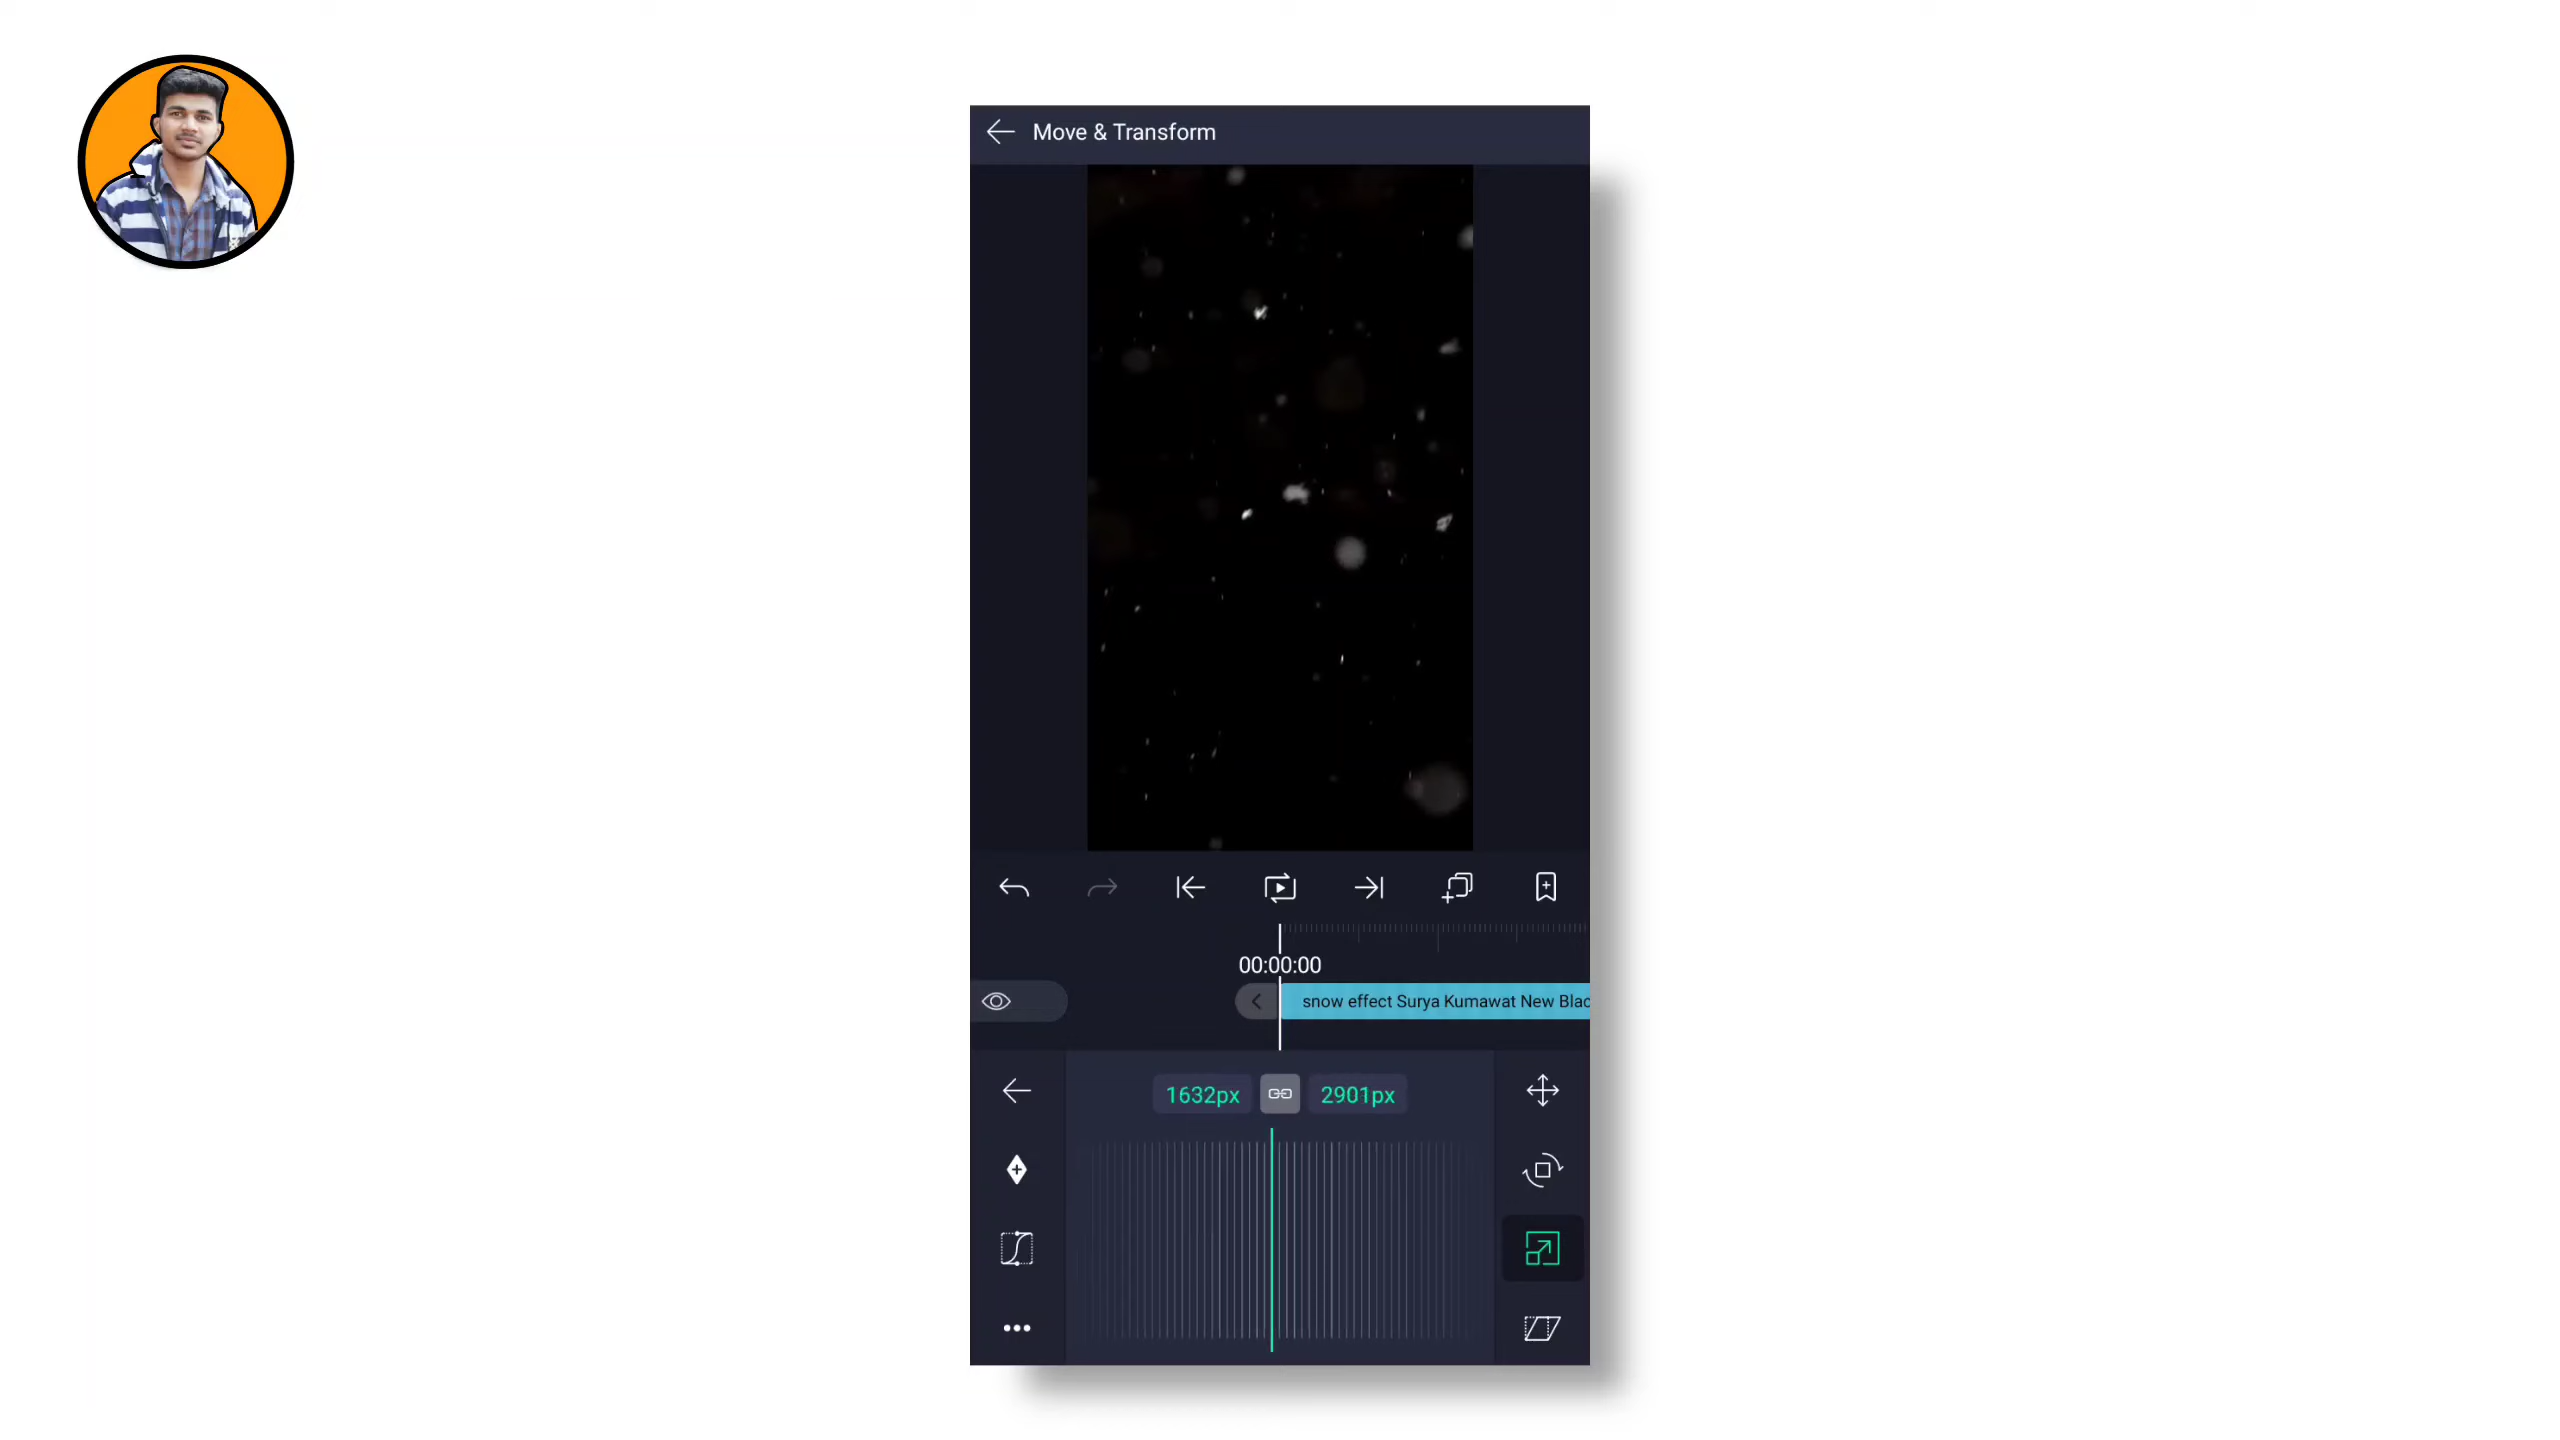 Move & Transform
00:00:00
snow effect Surya Kumawat New Blac
1632px
2901px